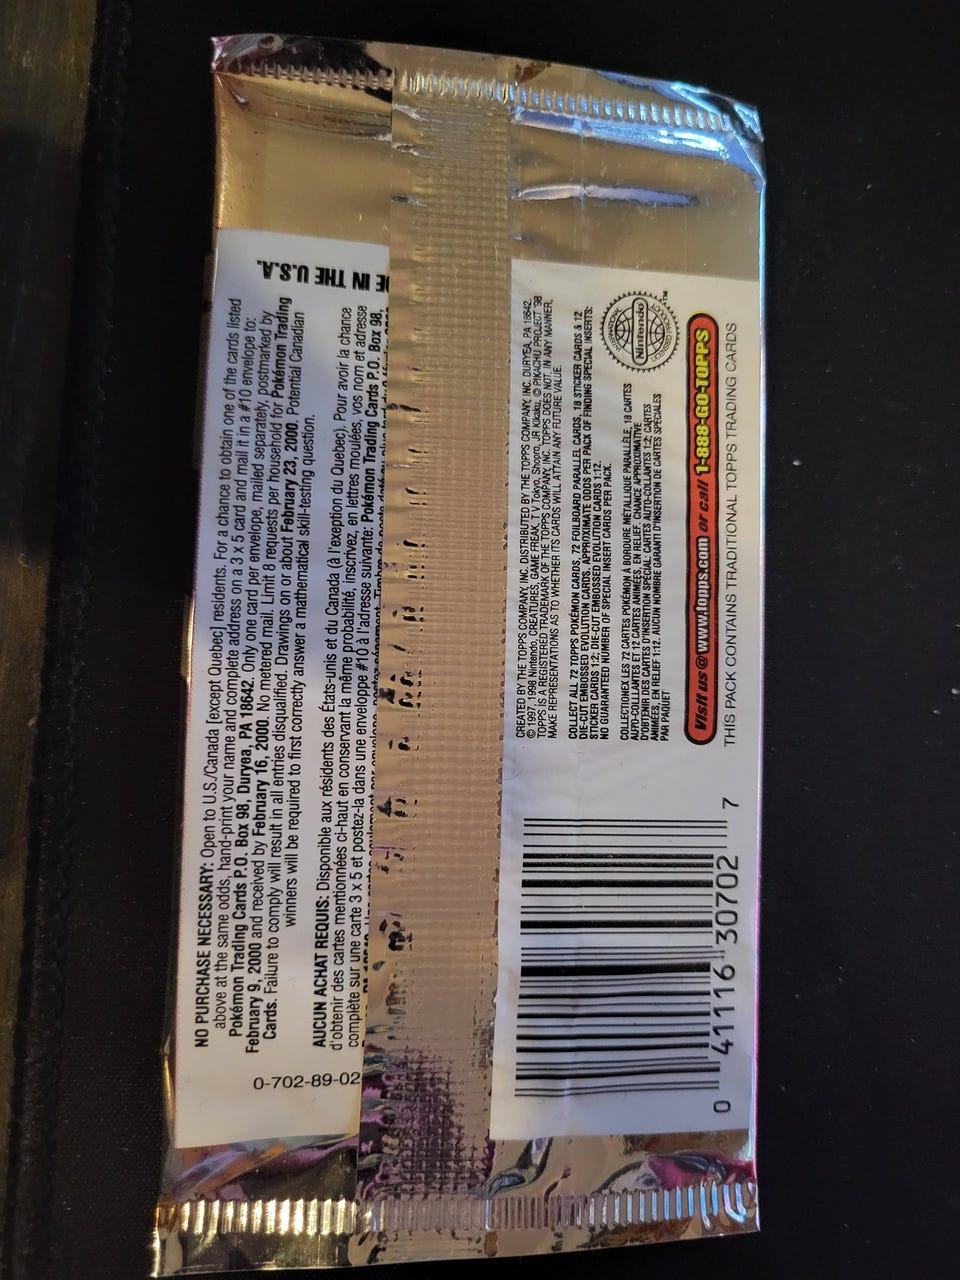 NO PURCHASE NECESSARY: Open to U.S./Canada [except Quebec] residents. For a chance to obtain one of the cards listed
above at the same odds, hand-print your name and complete address on a 3 x 5 card and mail it in a #10 envelope to:
Pokémon Trading Cards P.O. Box 98, Duryea, PA 18642. Only one card per envelope, mailed separately, postmarked by
February 9, 2000 and received by February 16, 2000. No metered mail. Limit 8 requests per household for Pokémon Trading
Cards. Failure to comply will result in all entries disqualified. Drawings on or about February 23, 2000. Potential Canadian
winners will be required to first correctly answer a mathematical skill-testing question.
AUCUN ACHAT REQUIS: Disponible aux résidents des États-unis et du Canada (à l'exeption du Quebec). Pour avoir la chance
d'obtenir des cartes mentionnées ci-haut en conservant la même probabilité, inscrivez, en lettres moulées, vos nom et adresse
complète sur une carte 3 x 5 et postez-la dans une enveloppe #10 à l'adresse suivante: Pokémon Trading Cards P.O. Box 98,
0-702-89-02
E IN THE U.S.A.
CREATED BY THE TOPPS COMPANY, INC. DISTRIBUTED BY THE TOPPS COMPANY, INC. DURYEA, PA 18642.
© 1997, 1998 Nintendo, CREATURES, GAME FREAK, TV Tokyo, Shopro, JR Kikaku. © PIKACHU PROJECT '98
TOPPS IS A REGISTERED TRADEMARK OF THE TOPPS COMPANY, INC. TOPPS DOES NOT, IN ANY MANNER,
MAKE REPRESENTATIONS AS TO WHETHER ITS CARDS WILL ATTAIN ANY FUTURE VALUE.
COLLECT ALL 72 TOPPS POKÉMON CARDS, 72 FOILBOARD PARALLEL CARDS, 18 STICKER CARDS & 12
DIE-CUT EMBOSSED EVOLUTION CARDS. APPROXIMATE ODDS PER PACK OF FINDING SPECIAL INSERTS:
STICKER CARDS 1:2; DIE-CUT EMBOSSED EVOLUTION CARDS 1:12.
NO GUARANTEED NUMBER OF SPECIAL INSERT CARDS PER PACK.
COLLECTIONEX LES 72 CARTES POKÉMON À BORDURE MÉTALLIQUE PARALLÈLE, 18 CARTES
AUTO-COLLANTES ET 12 CARTES ANIMÉES, EN RELIEF. CHANCE APPROXIMATIVE
D'OBTENIR DES CARTES D'INSERTION SPÉCIAL: CARTES AUTO-COLLANTES 1:2; CARTES
ANIMÉES, EN RELIEF 1:12. AUCUN NOMBRE GARANTI D'INSERTION DE CARTES SPÉCIALES
PAR PAQUET
Nintendo
TM
Visit us @ www.topps.com or call 1-888-GO-TOPPS
THIS PACK CONTAINS TRADITIONAL TOPPS TRADING CARDS
0 41116 30702 7